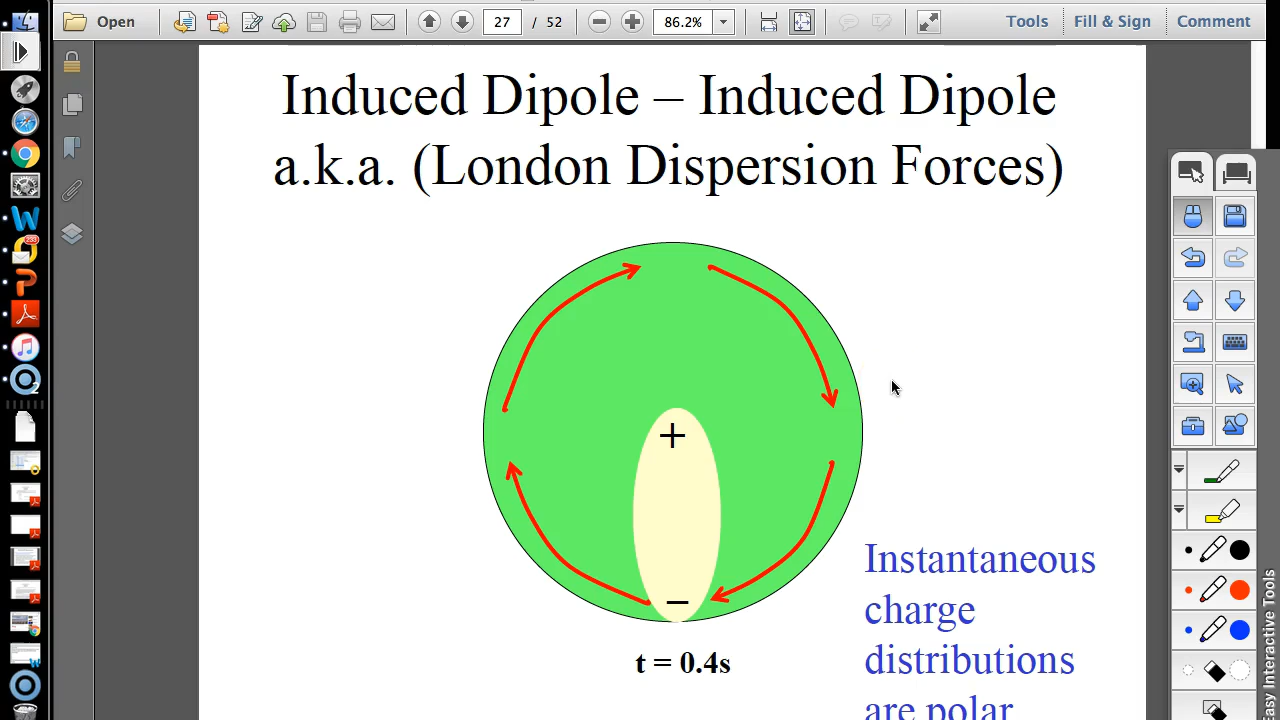 Open
27 / 52
86.2%
Tools
Fill & Sign
Comment
Induced Dipole – Induced Dipole
a.k.a. (London Dispersion Forces)
+
–
t = 0.4s
Instantaneous
charge
distributions
are polar
2